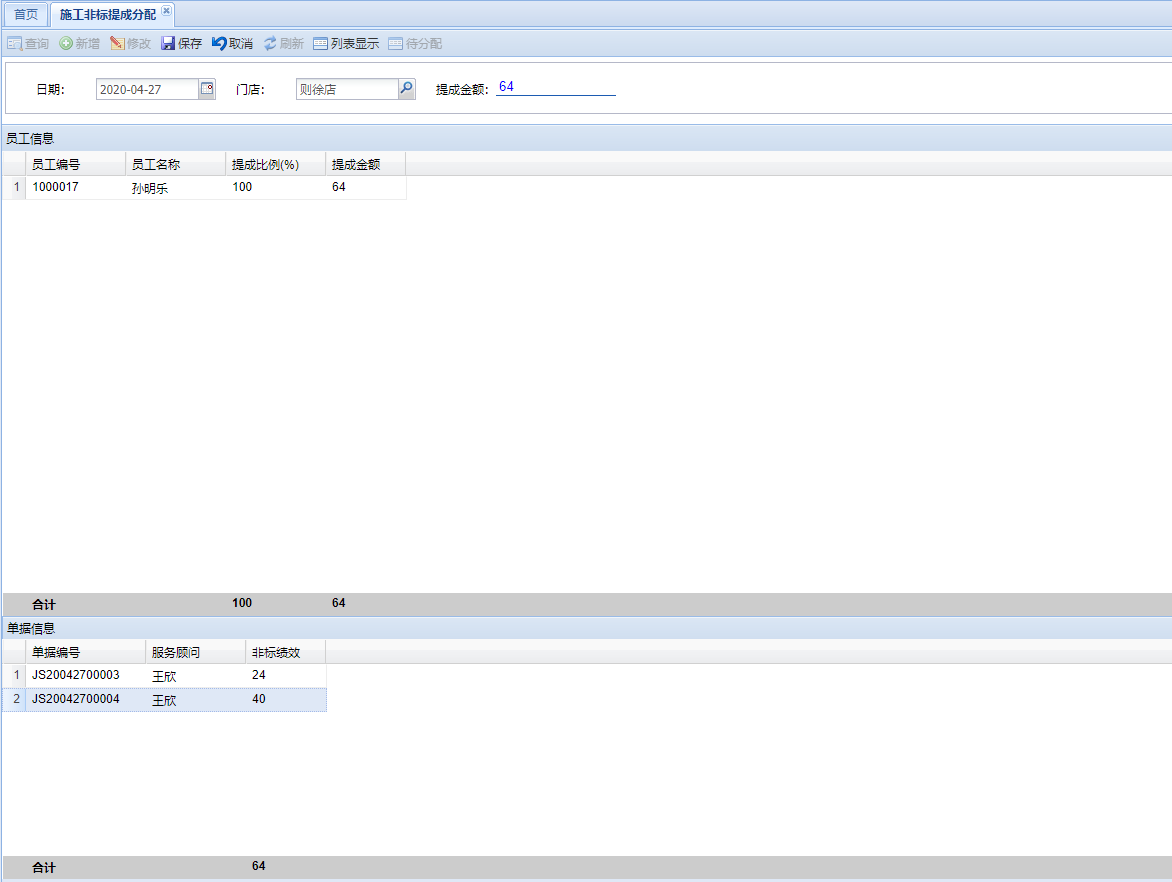 首页 施工非标提成分配
查询 新增 修改 保存 取消 刷新 列表显示 待分配
日期: 2020-04-27 门店: 则徐店 提成金额: 64
员工信息
员工编号 员工名称 提成比例(%) 提成金额
1 1000017 孙明乐 100 64
合计 100 64
单据信息
单据编号 服务顾问 非标绩效
1 JS20042700003 王欣 24
2 JS20042700004 王欣 40
合计 64